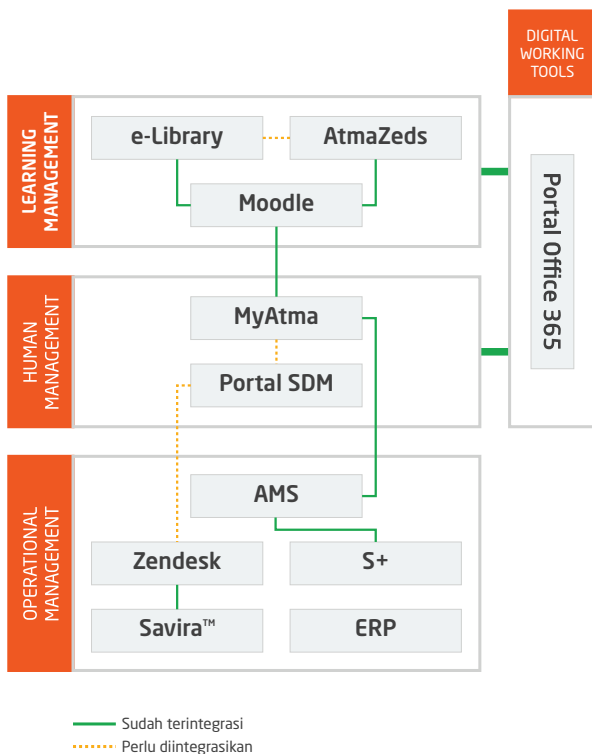 DIGITAL
WORKING
TOOLS
LEARNING
MANAGEMENT
e-Library
AtmaZeds
Moodle
Portal Office 365
HUMAN
MANAGEMENT
MyAtma
Portal SDM
OPERATIONAL
MANAGEMENT
AMS
Zendesk
S+
Savira™
ERP
Sudah terintegrasi
Perlu diintegrasikan